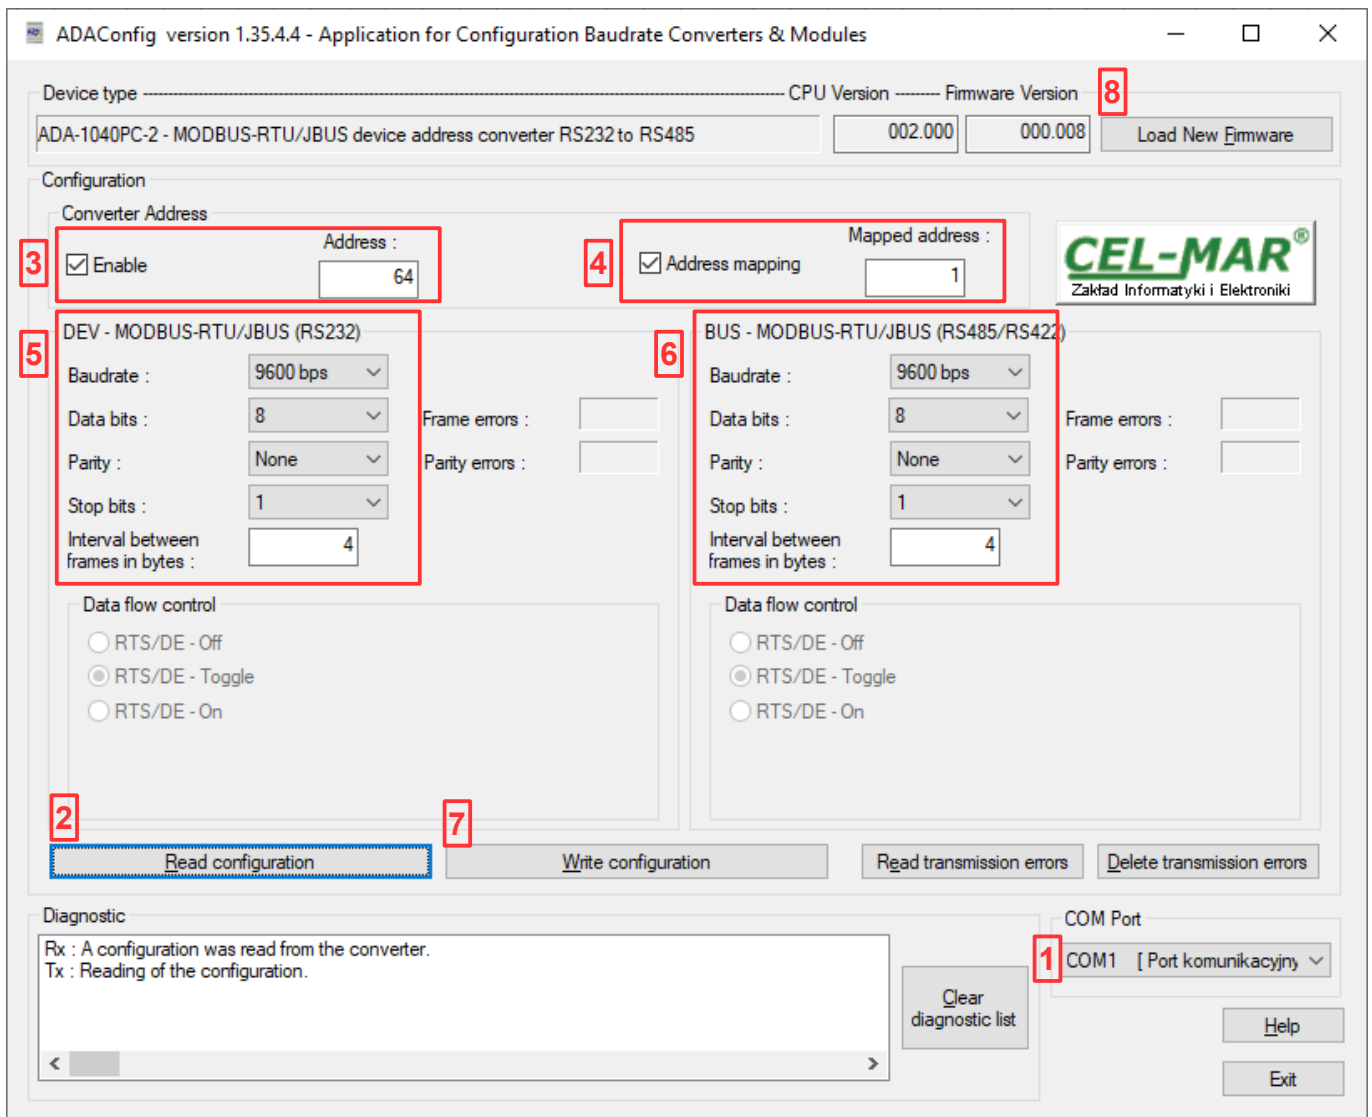 ADAConfig version 1.35.4.4 - Application for Configuration Baudrate Converters & Modules
Device type CPU Version Firmware Version 8
ADA-1040PC-2 - MODBUS-RTU/JBUS device address converter RS232 to RS485 002.000 000.008 Load New Firmware
Configuration
Converter Address
3 Enable Address : 64
4 Address mapping Mapped address : 1
CEL-MAR®
Zakład Informatyki i Elektroniki
5 DEV - MODBUS-RTU/JBUS (RS232)
Baudrate : 9600 bps
Data bits : 8 Frame errors :
Parity : None Parity errors :
Stop bits : 1
Interval between
frames in bytes : 4
Data flow control
RTS/DE - Off
RTS/DE - Toggle
RTS/DE - On
6 BUS - MODBUS-RTU/JBUS (RS485/RS422)
Baudrate : 9600 bps
Data bits : 8 Frame errors :
Parity : None Parity errors :
Stop bits : 1
Interval between
frames in bytes : 4
Data flow control
RTS/DE - Off
RTS/DE - Toggle
RTS/DE - On
2 Read configuration
7 Write configuration
Read transmission errors
Delete transmission errors
Diagnostic
Rx : A configuration was read from the converter.
Tx : Reading of the configuration.
Clear
diagnostic list
COM Port
1 COM1 [ Port komunikacyjny
Help
Exit